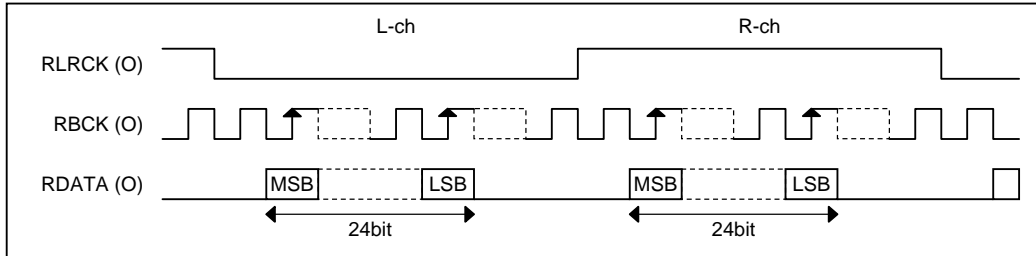 L-ch R-ch
RLRCK (O)
RBCK (O)
RDATA (O) MSB LSB MSB LSB
24bit 24bit